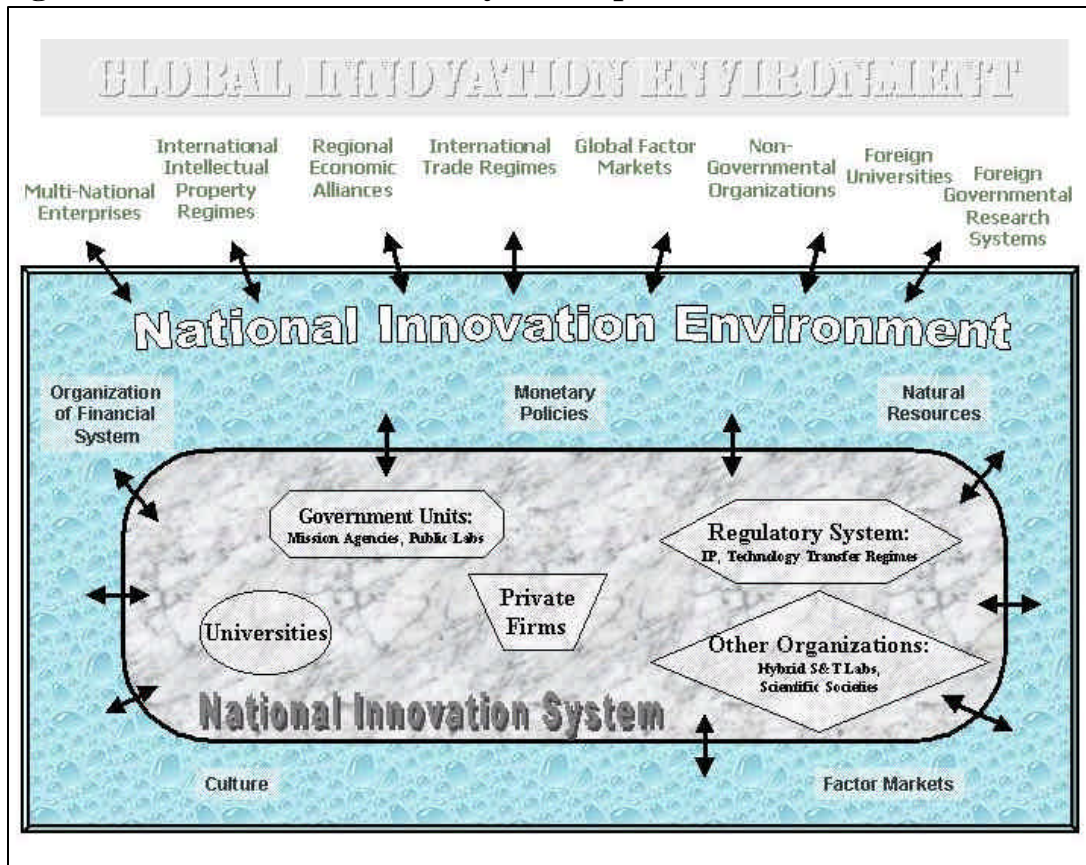 GLOBAL INNOVATION ENVIRONMENT
Multi-National
Enterprises
International
Intellectual
Property
Regimes
Regional
Economic
Alliances
International
Trade Regimes
Global Factor
Markets
Non-
Governmental
Organizations
Foreign
Universities
Foreign
Governmental
Research
Systems
National Innovation Environment
Organization
of Financial
System
Monetary
Policies
Natural
Resources
Government Units:
Mission Agencies, Public Labs
Regulatory System:
IP, Technology Transfer Regimes
Universities
Private
Firms
Other Organizations:
Hybrid S&T Labs,
Scientific Societies
National Innovation System
Culture
Factor Markets